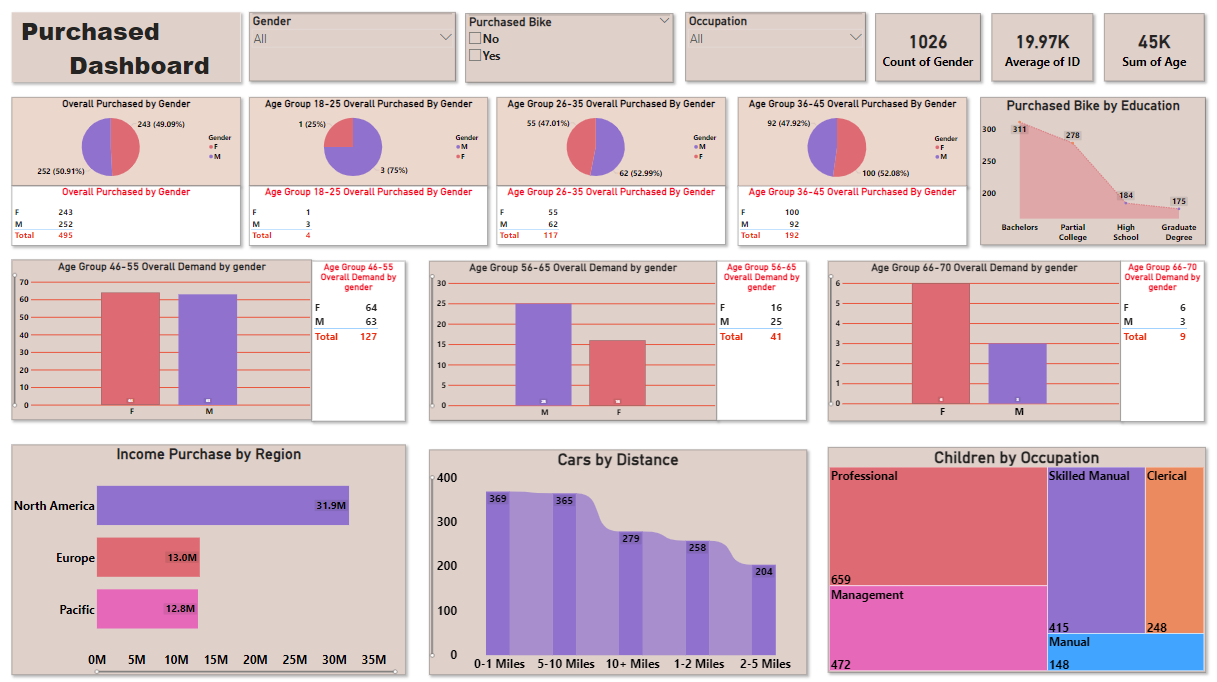 Purchased
Dashboard
Gender
All
Purchased Bike
No
Yes
Occupation
All
1026
Count of Gender
19.97K
Average of ID
45K
Sum of Age
Overall Purchased by Gender
243 (49.09%)
252 (50.91%)
Gender
F
M
Overall Purchased by Gender
F 243
M 252
Total 495
Age Group 18-25 Overall Purchased By Gender
1 (25%)
3 (75%)
Gender
M
F
Age Group 18-25 Overall Purchased By Gender
F 1
M 3
Total 4
Age Group 26-35 Overall Purchased By Gender
55 (47.01%)
62 (52.99%)
Gender
M
F
Age Group 26-35 Overall Purchased By Gender
F 55
M 62
Total 117
Age Group 36-45 Overall Purchased By Gender
92 (47.92%)
100 (52.08%)
Gender
F
M
Age Group 36-45 Overall Purchased By Gender
F 100
M 92
Total 192
Purchased Bike by Education
300
250
200
311
278
184
175
Bachelors
Partial
College
High
School
Graduate
Degree
Age Group 46-55 Overall Demand by gender
70
60
50
40
30
20
10
0
F
M
Age Group 46-55
Overall Demand by
gender
F 64
M 63
Total 127
Age Group 56-65 Overall Demand by gender
30
25
20
15
10
5
0
M
F
Age Group 56-65
Overall Demand by
gender
F 16
M 25
Total 41
Age Group 66-70 Overall Demand by gender
6
5
4
3
2
1
0
F
M
Age Group 66-70
Overall Demand by
gender
F 6
M 3
Total 9
Income Purchase by Region
North America
31.9M
Europe
13.0M
Pacific
12.8M
0M 5M 10M 15M 20M 25M 30M 35M
Cars by Distance
400
300
200
100
0
369
365
279
258
204
0-1 Miles 5-10 Miles 10+ Miles 1-2 Miles 2-5 Miles
Children by Occupation
Professional
659
Management
472
Skilled Manual
415
Clerical
248
Manual
148